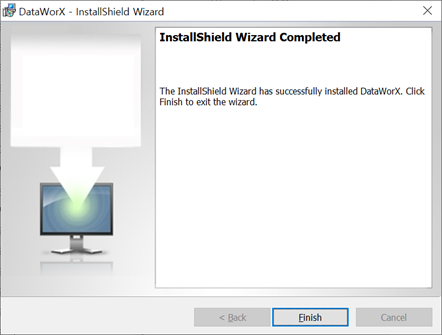 DataWorX - InstallShield Wizard
InstallShield Wizard Completed
The InstallShield Wizard has successfully installed DataWorX. Click
Finish to exit the wizard.
< Back
Finish
Cancel